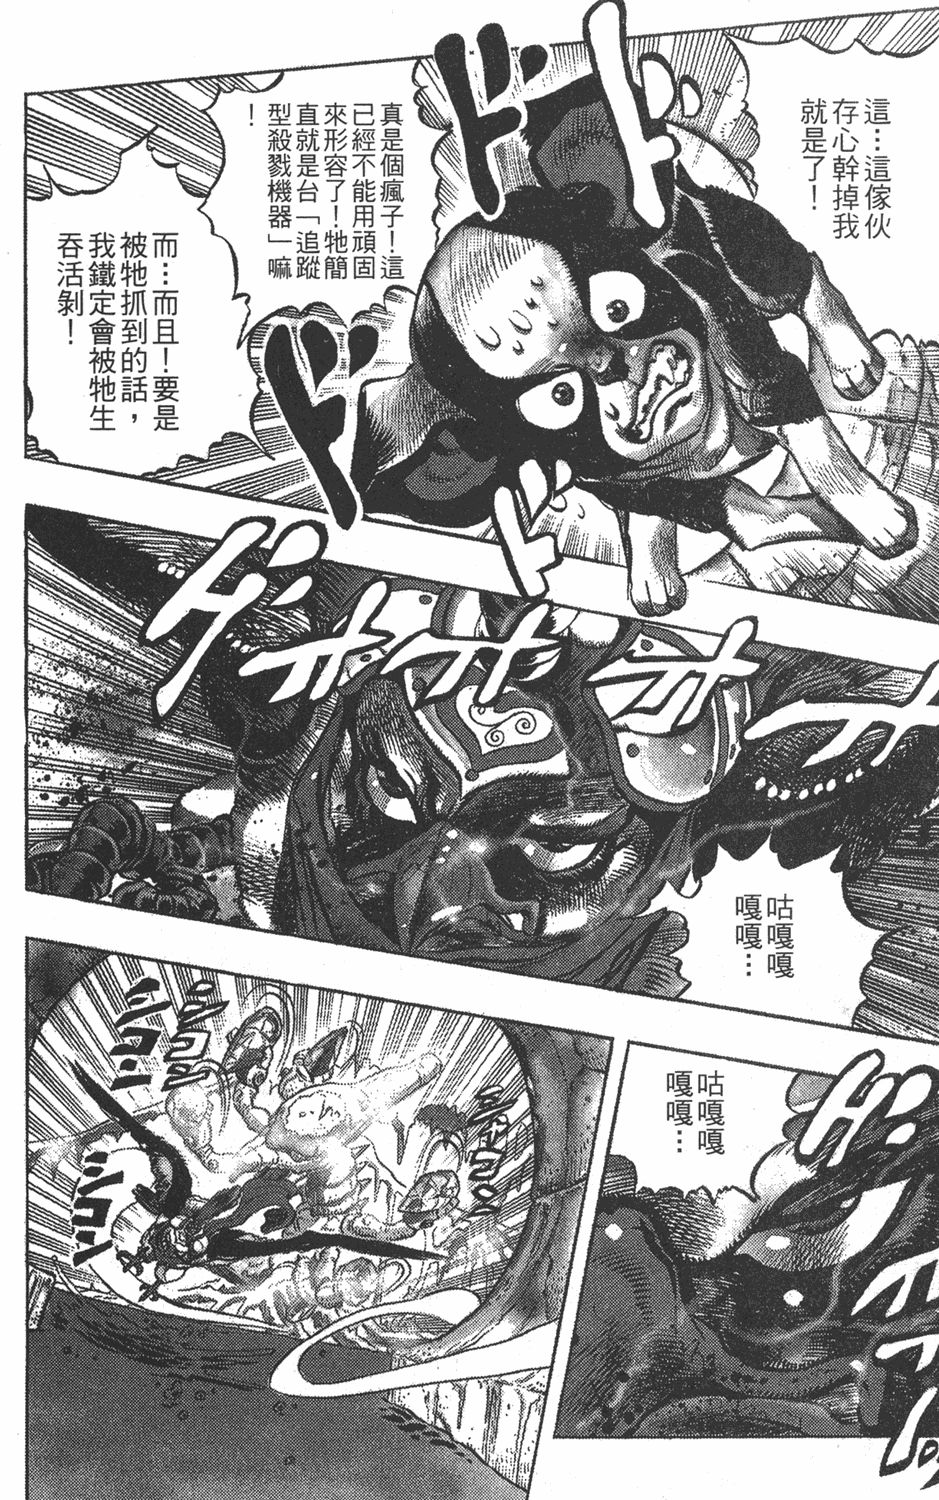 這…這傢伙
存心幹掉我
就是了！
真是個瘋子！這
已經不能用頑固
來形容了！牠簡
直就是台「追蹤
型殺戮機器」嘛
！
而…而且！要是
被牠抓到的話，
我鐵定會被牠生
吞活剝！
ドド
ドド
ド
グオオオオオ
咕嘎嘎
嘎嘎…
咕嘎嘎
嘎嘎…